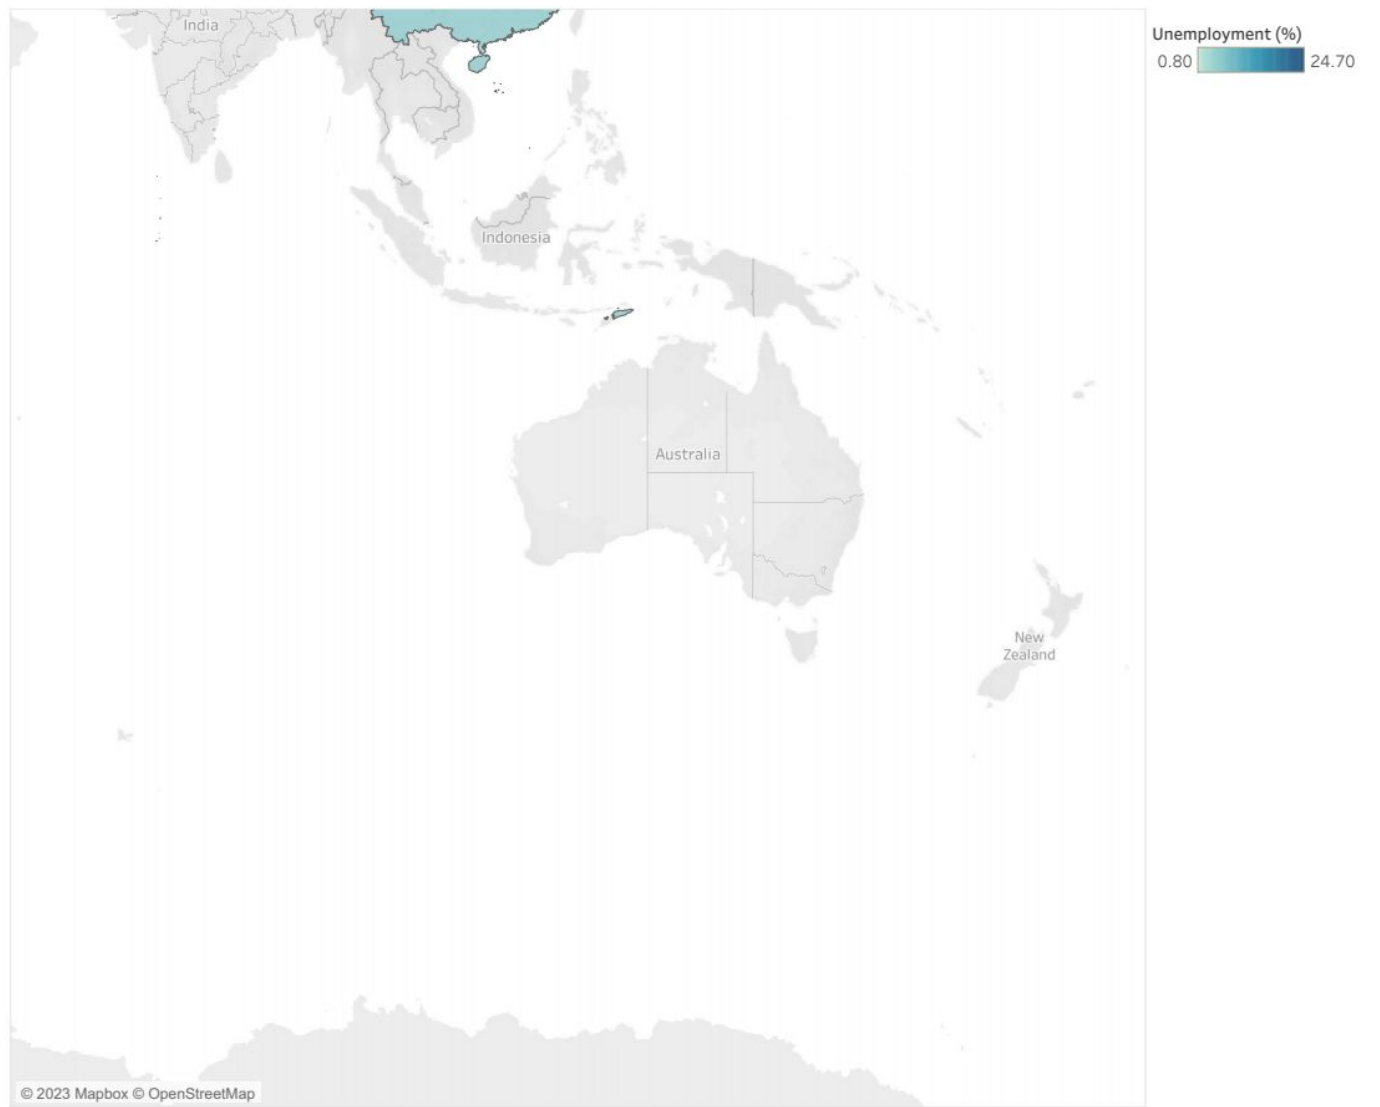 India
Unemployment (%)
0.80 24.70
Indonesia
Australia
New
Zealand
© 2023 Mapbox © OpenStreetMap